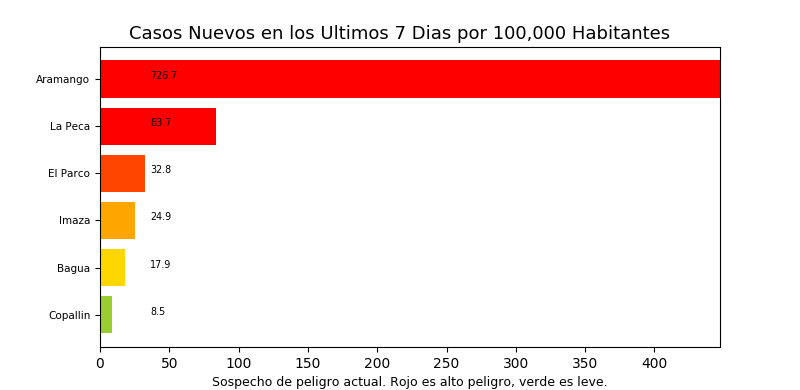 Casos Nuevos en los Ultimos 7 Dias por 100,000 Habitantes
Aramango 726.7
La Peca 83.7
El Parco 32.8
Imaza 24.9
Bagua 17.9
Copallin 8.5
0 50 100 150 200 250 300 350 400
Sospecho de peligro actual. Rojo es alto peligro, verde es leve.